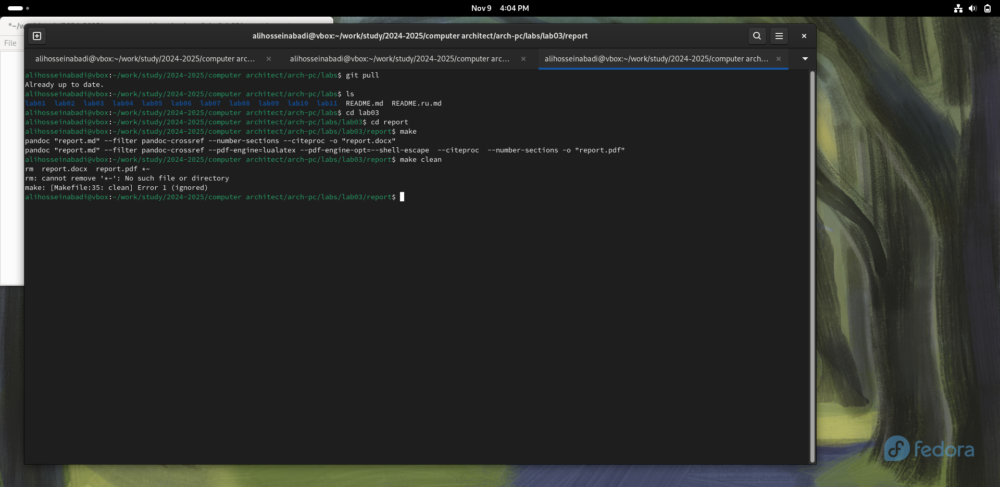 Nov 9 4:04 PM
File
alihosseinabadi@vbox:~/work/study/2024-2025/computer architect/arch-pc/labs/lab03/report
alihosseinabadi@vbox:~/work/study/2024-2025/computer arc... alihosseinabadi@vbox:~/work/study/2024-2025/computer arc... alihosseinabadi@vbox:~/work/study/2024-2025/computer arch...
alihosseinabadi@vbox:~/work/study/2024-2025/computer architect/arch-pc/labs$ git pull
Already up to date.
alihosseinabadi@vbox:~/work/study/2024-2025/computer architect/arch-pc/labs$ ls
lab01 lab02 lab03 lab04 lab05 lab06 lab07 lab08 lab09 lab10 lab11 README.md README.ru.md
alihosseinabadi@vbox:~/work/study/2024-2025/computer architect/arch-pc/labs$ cd lab03
alihosseinabadi@vbox:~/work/study/2024-2025/computer architect/arch-pc/labs/lab03$ cd report
alihosseinabadi@vbox:~/work/study/2024-2025/computer architect/arch-pc/labs/lab03/report$ make
pandoc "report.md" --filter pandoc-crossref --number-sections --citeproc -o "report.docx"
pandoc "report.md" --filter pandoc-crossref --pdf-engine=lualatex --pdf-engine-opt=--shell-escape --citeproc --number-sections -o "report.pdf"
alihosseinabadi@vbox:~/work/study/2024-2025/computer architect/arch-pc/labs/lab03/report$ make clean
rm report.docx report.pdf *~
rm: cannot remove '*~': No such file or directory
make: [Makefile:35: clean] Error 1 (ignored)
alihosseinabadi@vbox:~/work/study/2024-2025/computer architect/arch-pc/labs/lab03/report$
fedora